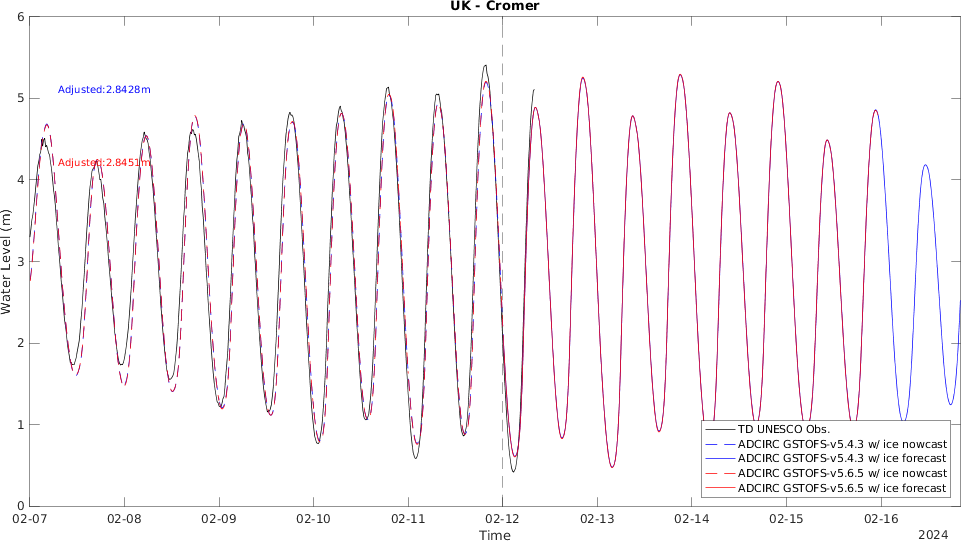 UK - Cromer
6
5
4
3
2
1
0
Water Level (m)
Adjusted:2.8428m
Adjusted:2.8451m
TD UNESCO Obs.
ADCIRC GSTOFS-v5.4.3 w/ ice nowcast
ADCIRC GSTOFS-v5.4.3 w/ ice forecast
ADCIRC GSTOFS-v5.6.5 w/ ice nowcast
ADCIRC GSTOFS-v5.6.5 w/ ice forecast
02-07 02-08 02-09 02-10 02-11 02-12 02-13 02-14 02-15 02-16
Time
2024